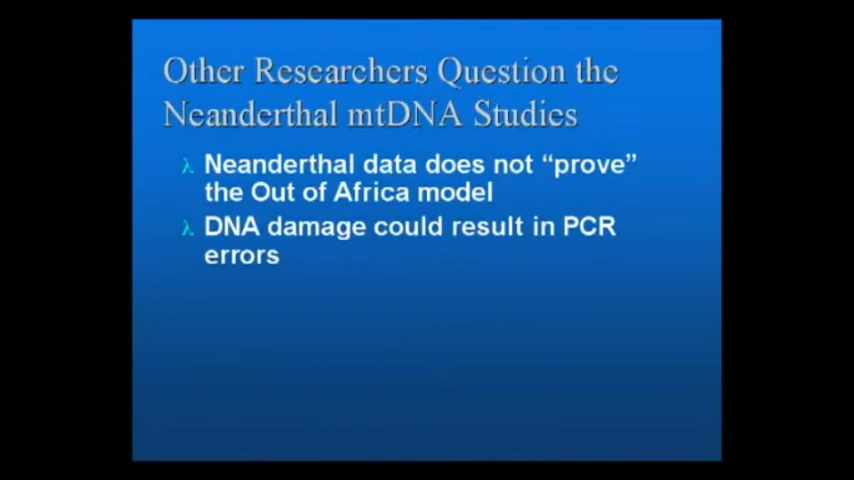 Other Researchers Question the
Neanderthal mtDNA Studies
λ Neanderthal data does not “prove”
the Out of Africa model
λ DNA damage could result in PCR
errors